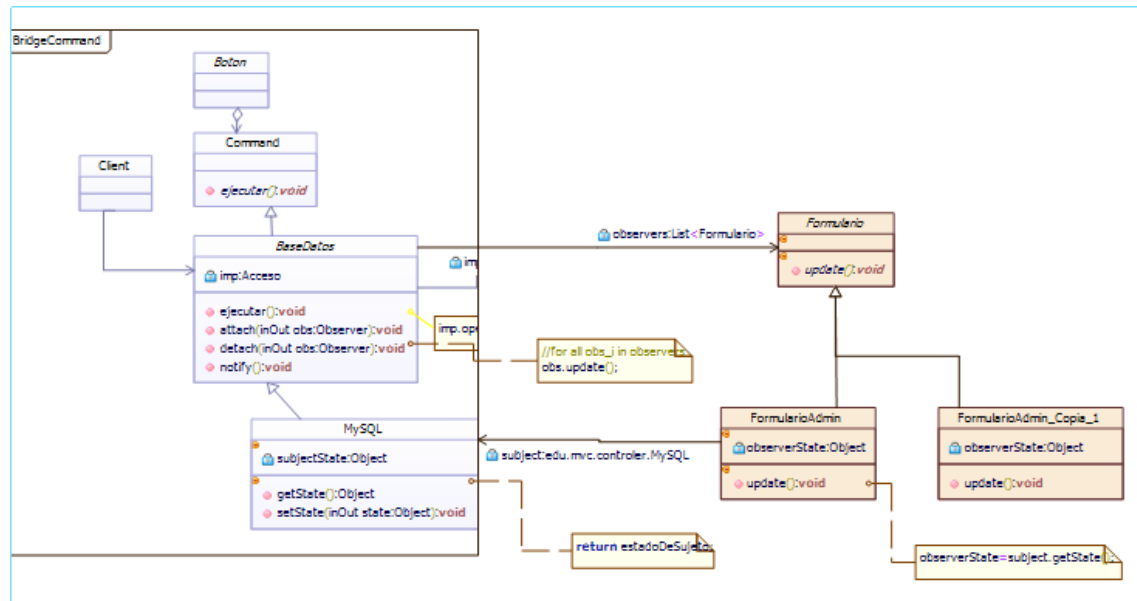 BridgeCommand
Boton
Command
ejecutar():void
Client
BaseDatos
imp:Acceso
ejecutar():void
attach(inOut obs:Observer):void
detach(inOut obs:Observer):void
notify():void
observers:List<Formulario>
Formulario
update():void
//for all obs_i in observers
obs.update();
MySQL
subjectState:Object
getState():Object
setState(inOut state:Object):void
subject:edu.mvc.controler.MySQL
FormularioAdmin
observerState:Object
update():void
FormularioAdmin_Copia_1
observerState:Object
update():void
return estadoDeSujeto;
observerState=subject.getState();